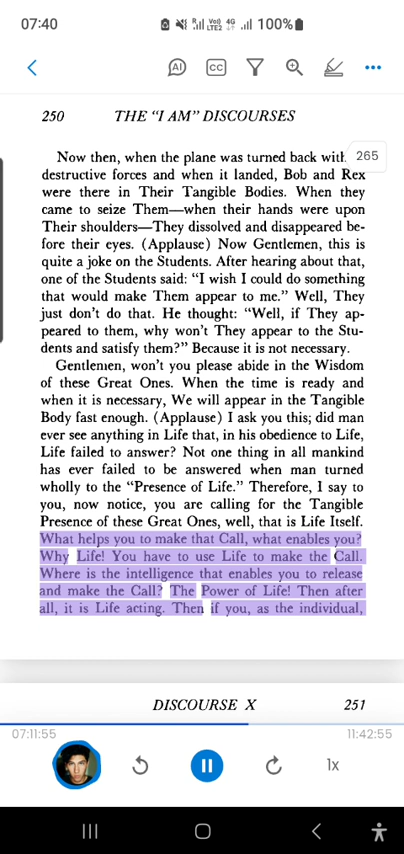 07:40
R..ıl Vo)) LTE2 4G .ıl 100%
AI CC
250 THE “I AM” DISCOURSES
265
Now then, when the plane was turned back with
destructive forces and when it landed, Bob and Rex
were there in Their Tangible Bodies. When they
came to seize Them—when their hands were upon
Their shoulders—They dissolved and disappeared be-
fore their eyes. (Applause) Now Gentlemen, this is
quite a joke on the Students. After hearing about that,
one of the Students said: “I wish I could do something
that would make Them appear to me.” Well, They
just don’t do that. He thought: “Well, if They ap-
peared to them, why won’t They appear to the Stu-
dents and satisfy them?” Because it is not necessary.
Gentlemen, won’t you please abide in the Wisdom
of these Great Ones. When the time is ready and
when it is necessary, We will appear in the Tangible
Body fast enough. (Applause) I ask you this; did man
ever see anything in Life that, in his obedience to Life,
Life failed to answer? Not one thing in all mankind
has ever failed to be answered when man turned
wholly to the “Presence of Life.” Therefore, I say to
you, now notice, you are calling for the Tangible
Presence of these Great Ones, well, that is Life Itself.
What helps you to make that Call, what enables you?
Why Life! You have to use Life to make the Call.
Where is the intelligence that enables you to release
and make the Call? The Power of Life! Then after
all, it is Life acting. Then if you, as the individual,
DISCOURSE X 251
07:11:55 11:42:55
1x